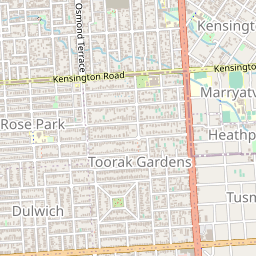 Kensington
Osmond Terrace
Kensington Road
Kensington
Marryatv
Rose Park
Heathp
Toorak Gardens
Tusm
Dulwich